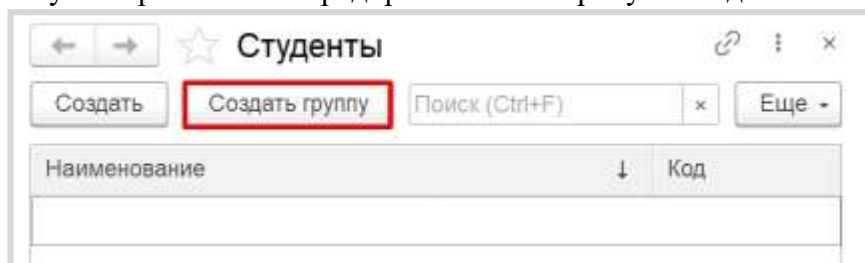 Студенты
Создать Создать группу Поиск (Ctrl+F) × Еще
Наименование ↓ Код